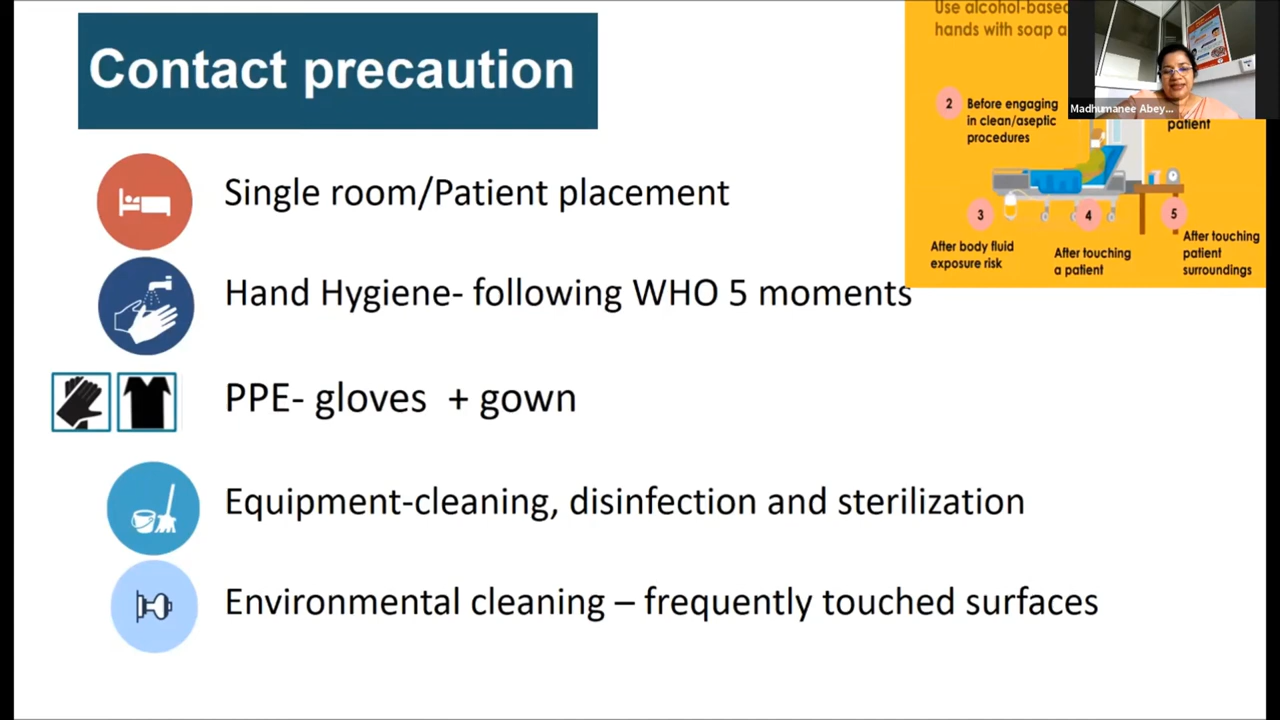 Contact precaution
Single room/Patient placement
Hand Hygiene- following WHO 5 moments
PPE- gloves + gown
Equipment-cleaning, disinfection and sterilization
Environmental cleaning – frequently touched surfaces
Use alcohol-based
hands with soap a
2
Before engaging
in clean/aseptic
procedures
patient
3
After body fluid
exposure risk
4
After touching
a patient
5
After touching
patient
surroundings
Madhumanee Abey...